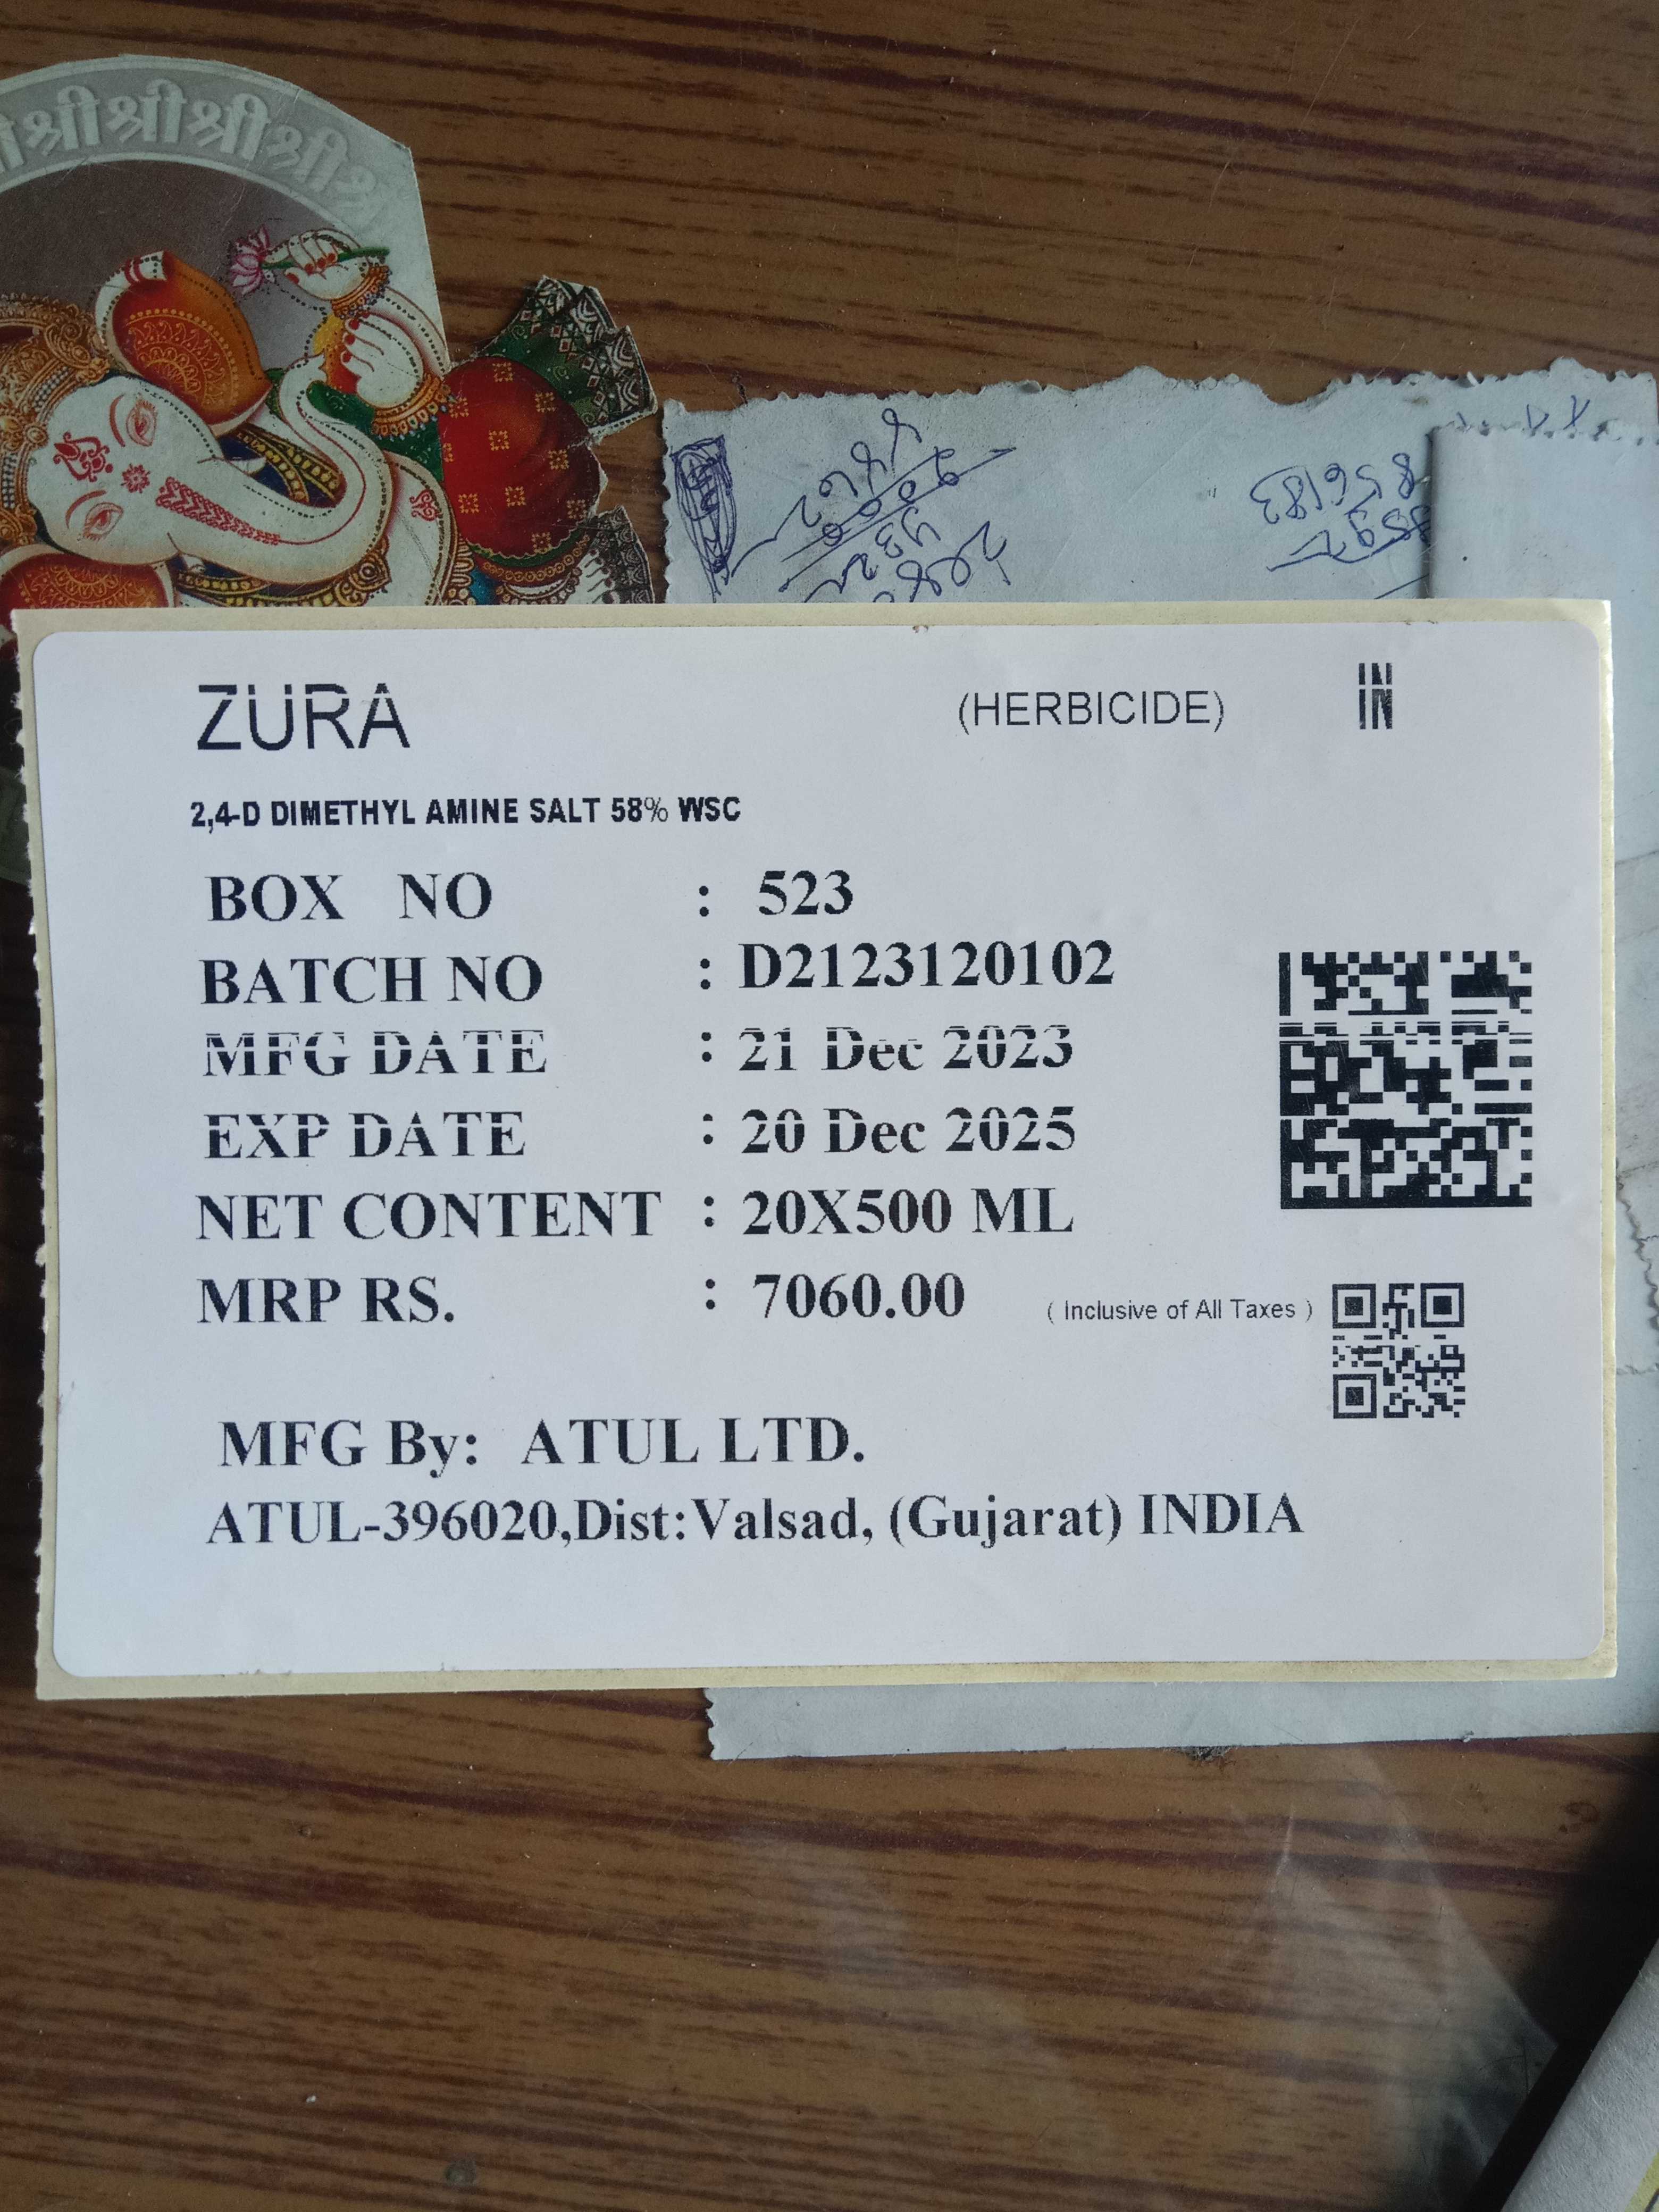 श्रीश्रीश्रीश्री
ZURA (HERBICIDE) IN
2,4-D DIMETHYL AMINE SALT 58% WSC
BOX NO : 523
BATCH NO : D2123120102
MFG DATE : 21 Dec 2023
EXP DATE : 20 Dec 2025
NET CONTENT : 20X500 ML
MRP RS. : 7060.00 ( Inclusive of All Taxes )
MFG By: ATUL LTD.
ATUL-396020,Dist:Valsad, (Gujarat) INDIA